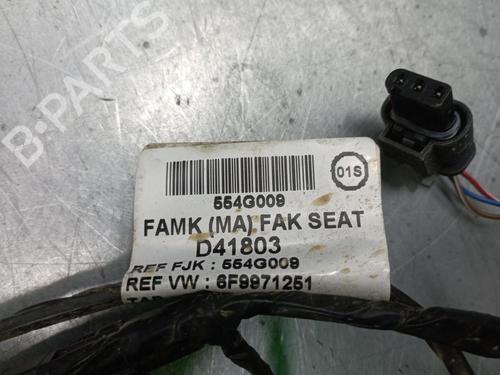 B-PARTS
01S
554G009
FAMK (MA) FAK SEAT
D41803
REF FJK : 554G009
REF VW : 6F9971251